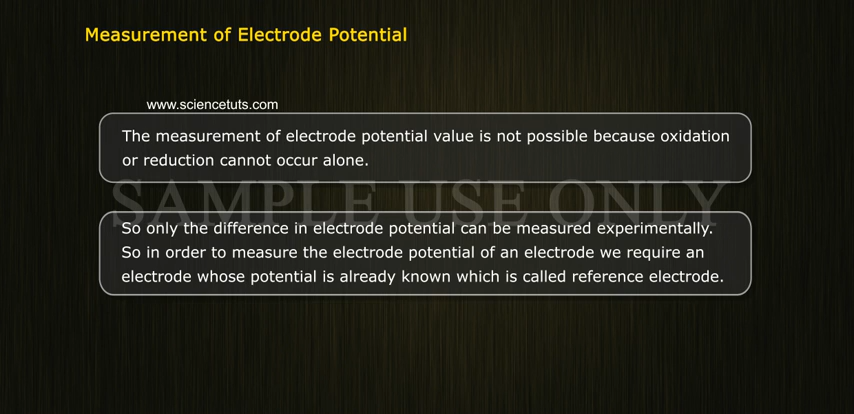 Measurement of Electrode Potential
www.sciencetuts.com
The measurement of electrode potential value is not possible because oxidation
or reduction cannot occur alone.
SAMPLE USE ONLY
So only the difference in electrode potential can be measured experimentally.
So in order to measure the electrode potential of an electrode we require an
electrode whose potential is already known which is called reference electrode.